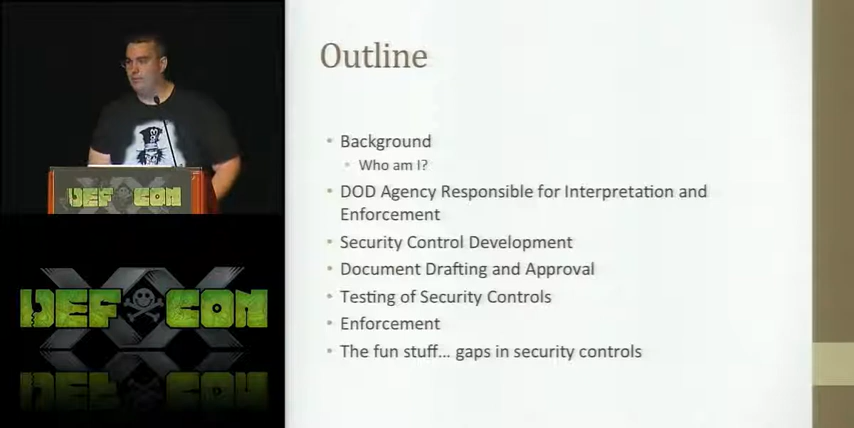 Outline
Background
Who am I?
DOD Agency Responsible for Interpretation and
Enforcement
Security Control Development
Document Drafting and Approval
Testing of Security Controls
Enforcement
The fun stuff... gaps in security controls
DEF CON
XX
DEF CON